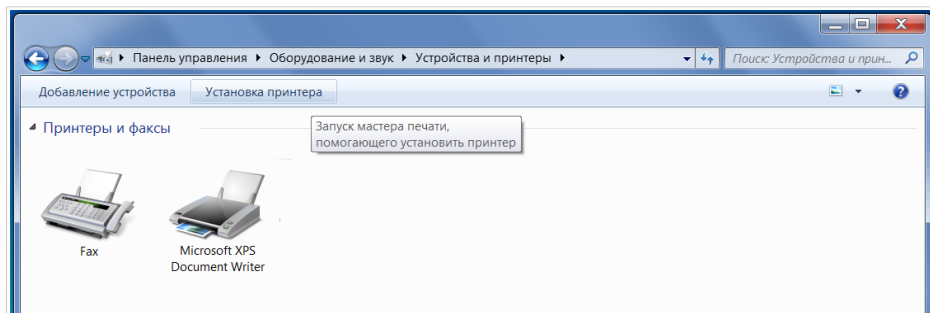 Панель управления Оборудование и звук Устройства и принтеры Поиск: Устройства и прин...
Добавление устройства Установка принтера
Принтеры и факсы
Запуск мастера печати,
помогающего установить принтер
Fax
Microsoft XPS
Document Writer